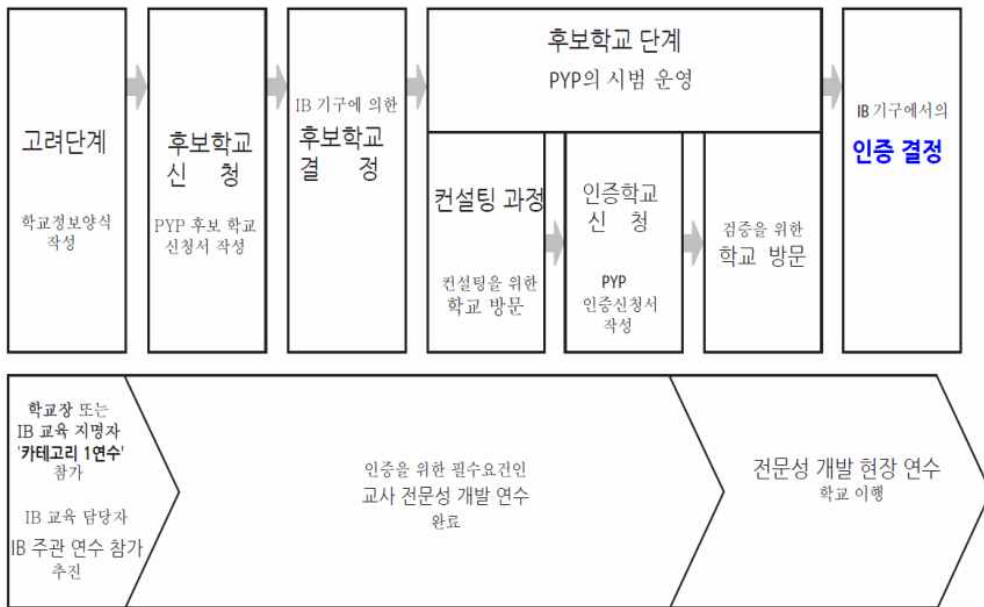 고려단계
학교정보양식
작성
후보학교
신 청
PYP 후보 학교
신청서 작성
IB 기구에 의한
후보학교
결 정
후보학교 단계
PYP의 시범 운영
컨설팅 과정
컨설팅을 위한
학교 방문
인증학교
신 청
PYP
인증신청서
작성
검증을 위한
학교 방문
IB 기구에서의
인증 결정
학교장 또는
IB 교육 지명자
'카테고리 1연수'
참가
IB 교육 담당자
IB 주관 연수 참가
추진
인증을 위한 필수요건인
교사 전문성 개발 연수
완료
전문성 개발 현장 연수
학교 이행